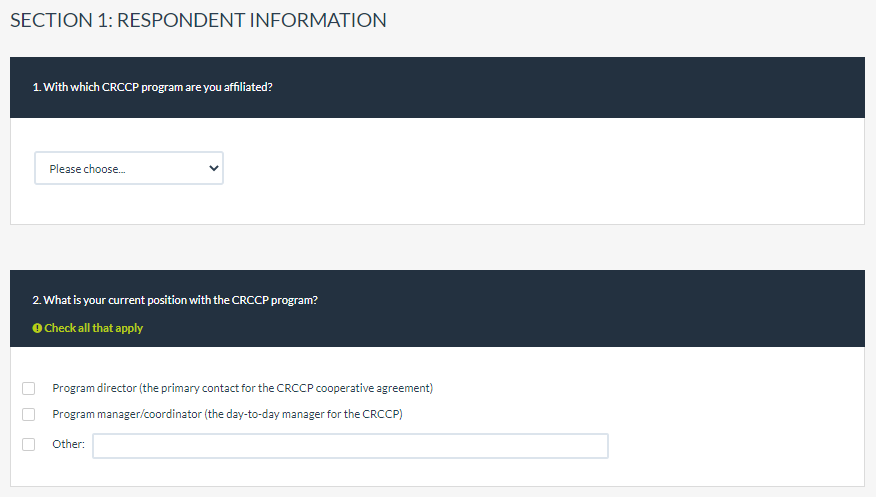 SECTION 1: RESPONDENT INFORMATION
1. With which CRCCP program are you affiliated?
Please choose...
2. What is your current position with the CRCCP program?
Check all that apply
Program director (the primary contact for the CRCCP cooperative agreement)
Program manager/coordinator (the day-to-day manager for the CRCCP)
Other: